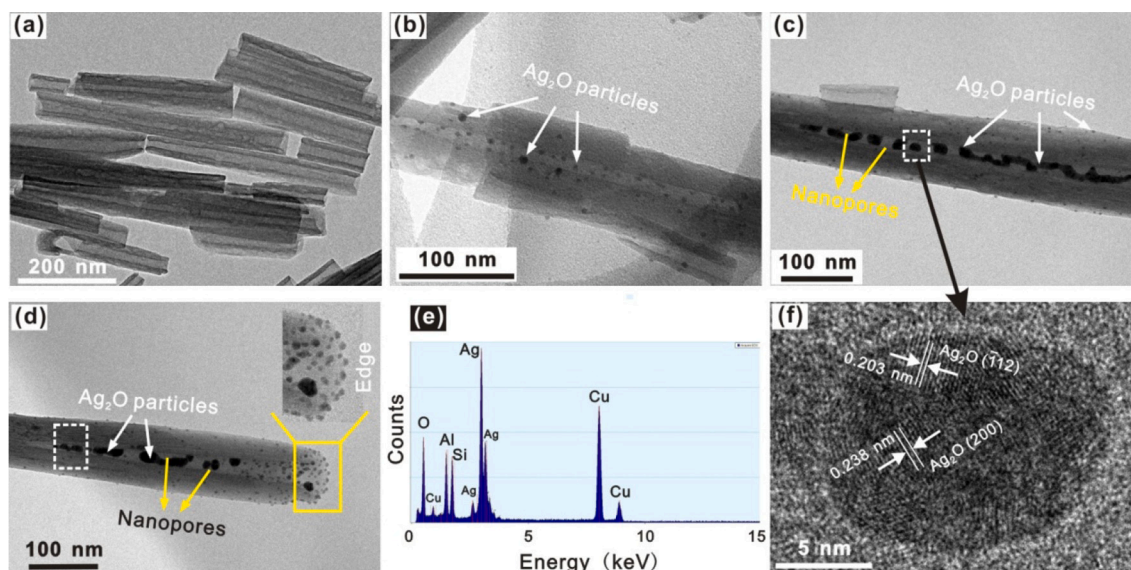 (a)
200 nm
(b)
Ag₂O particles
100 nm
(c)
Ag₂O particles
Nanopores
100 nm
(d)
Edge
Ag₂O particles
Nanopores
100 nm
(e)
Ag
Cu
O
Al
Ag
Si
Cu
Ag
Cu
Counts
0
5
10
15
Energy (keV)
(f)
Ag₂O (1̄12)
0.203 nm
0.238 nm
Ag₂O (200)
5 nm